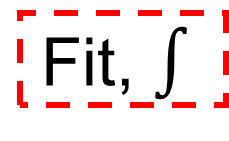 Fit, ∫